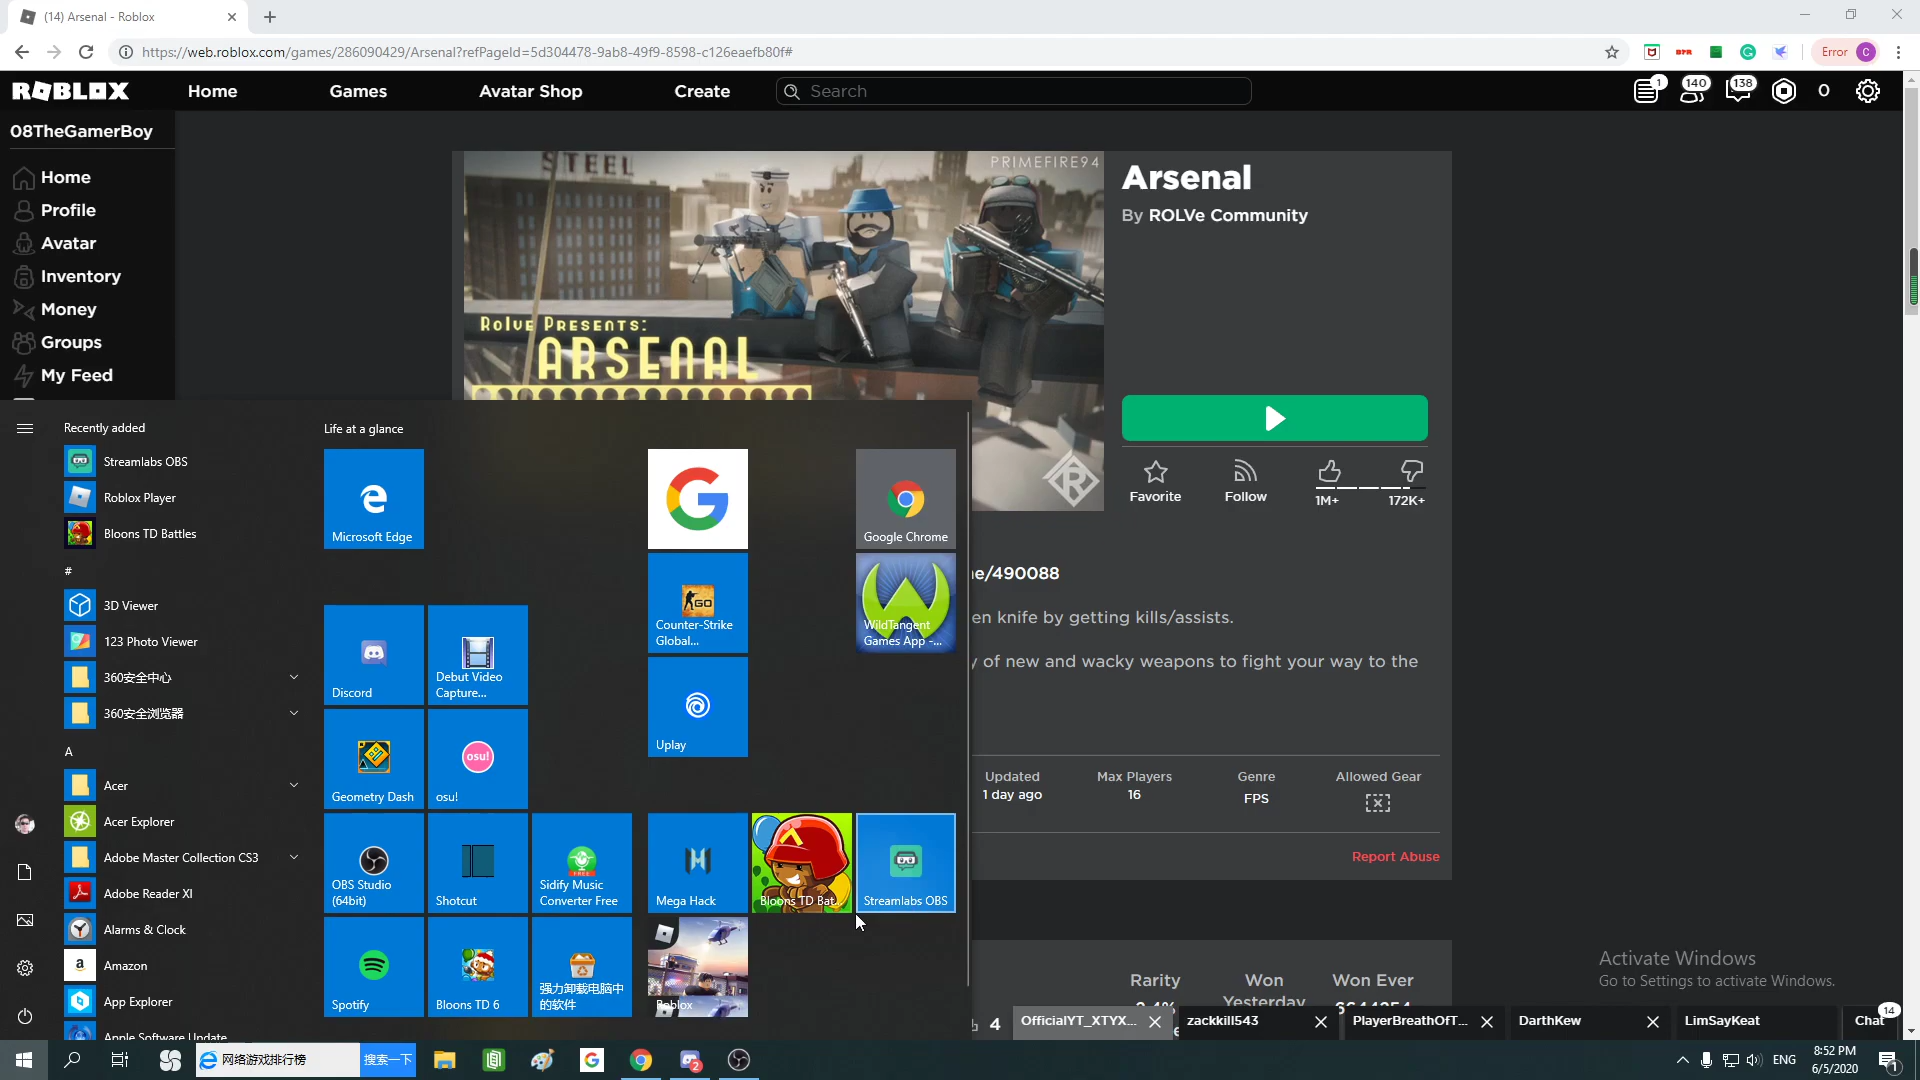 (14) Arsenal - Roblox
https://web.roblox.com/games/286090429/Arsenal?refPageId=5d304478-9ab8-49f9-8598-c126eaefb80f#
Error C
ROBLOX
Home
Games
Avatar Shop
Create
Search
1
140
138
0
08TheGamerBoy
Home
Profile
Avatar
Inventory
Money
Groups
My Feed
STEEL
PRIMEFIRE94
Rolve Presents:
ARSENAL
Arsenal
By ROLVe Community
Favorite
Follow
1M+
172K+
e/490088
en knife by getting kills/assists.
of new and wacky weapons to fight your way to the
Updated
1 day ago
Max Players
16
Genre
FPS
Allowed Gear
Report Abuse
Rarity
Won
Yesterday
Won Ever
Recently added
Streamlabs OBS
Roblox Player
Bloons TD Battles
#
3D Viewer
123 Photo Viewer
360安全中心
360安全浏览器
A
Acer
Acer Explorer
Adobe Master Collection CS3
Adobe Reader XI
Alarms & Clock
Amazon
App Explorer
Apple Software Update
Life at a glance
Microsoft Edge
Google Chrome
Counter-Strike
Global...
WildTangent
Games App -...
Discord
Debut Video
Capture...
Uplay
Geometry Dash
osu!
osu!
OBS Studio
(64bit)
Shotcut
Sidify Music
Converter Free
Mega Hack
Bloons TD Bat...
Streamlabs OBS
Spotify
Bloons TD 6
强力卸载电脑中
的软件
Roblox
Activate Windows
Go to Settings to activate Windows.
4
OfficialYT_XTYX...
zackkill543
PlayerBreathOfT...
DarthKew
LimSayKeat
Chat
14
网络游戏排行榜
搜索一下
2
ENG
8:52 PM
6/5/2020
1